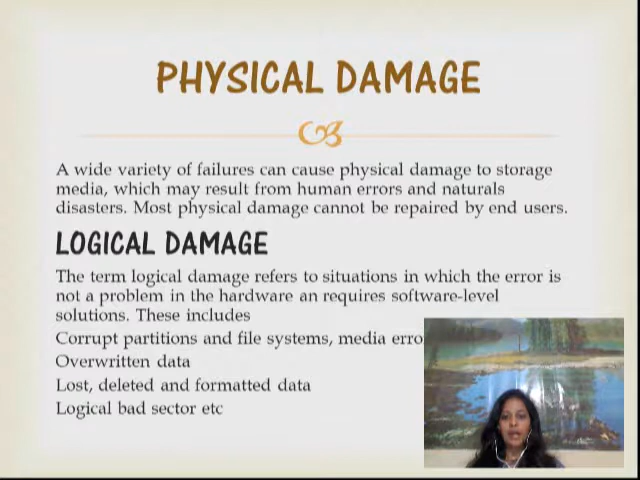 PHYSICAL DAMAGE
A wide variety of failures can cause physical damage to storage
media, which may result from human errors and naturals
disasters. Most physical damage cannot be repaired by end users.
LOGICAL DAMAGE
The term logical damage refers to situations in which the error is
not a problem in the hardware an requires software-level
solutions. These includes
Corrupt partitions and file systems, media
Overwritten data
Lost, deleted and formatted data
Logical bad sector etc